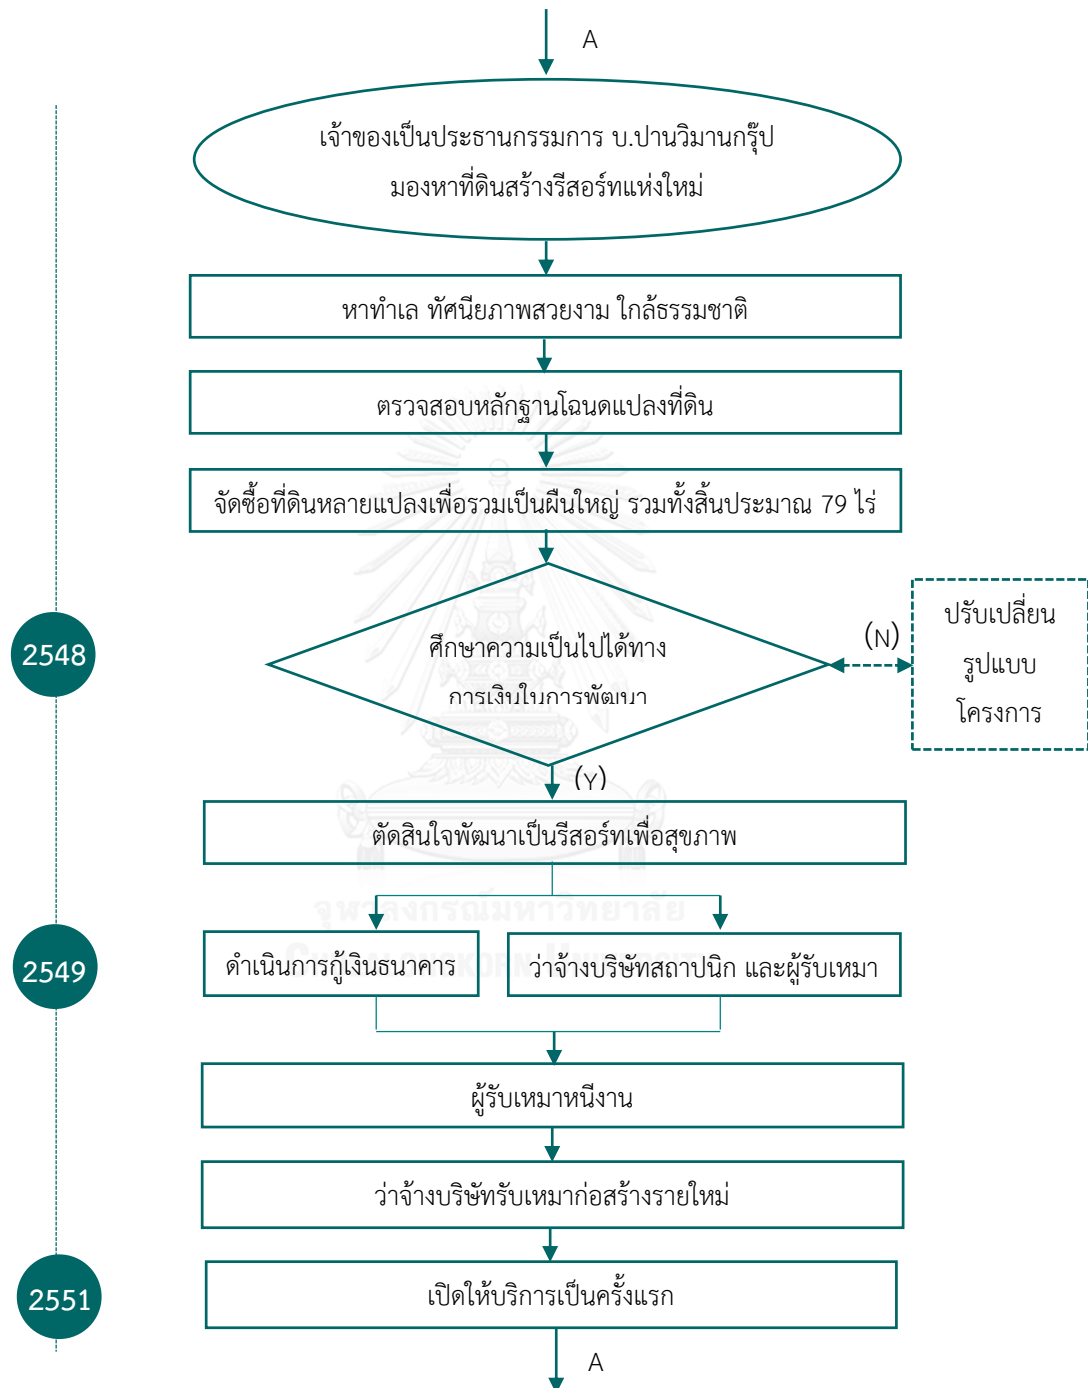 A
เจ้าของเป็นประธานกรรมการ บ.ปานวิมานกรุ๊ป
มองหาที่ดินสร้างรีสอร์ทแห่งใหม่
หาทำเล ทัศนียภาพสวยงาม ใกล้ธรรมชาติ
ตรวจสอบหลักฐานโฉนดแปลงที่ดิน
จัดซื้อที่ดินหลายแปลงเพื่อรวมเป็นผืนใหญ่ รวมทั้งสิ้นประมาณ 79 ไร่
2548
ศึกษาความเป็นไปได้ทาง
การเงินในการพัฒนา
(N)
ปรับเปลี่ยน
รูปแบบ
โครงการ
(Y)
ตัดสินใจพัฒนาเป็นรีสอร์ทเพื่อสุขภาพ
จุฬาลงกรณ์มหาวิทยาลัย
2549
ดำเนินการกู้เงินธนาคาร
ว่าจ้างบริษัทสถาปนิก และผู้รับเหมา
ผู้รับเหมาหนีงาน
ว่าจ้างบริษัทรับเหมาก่อสร้างรายใหม่
2551
เปิดให้บริการเป็นครั้งแรก
A